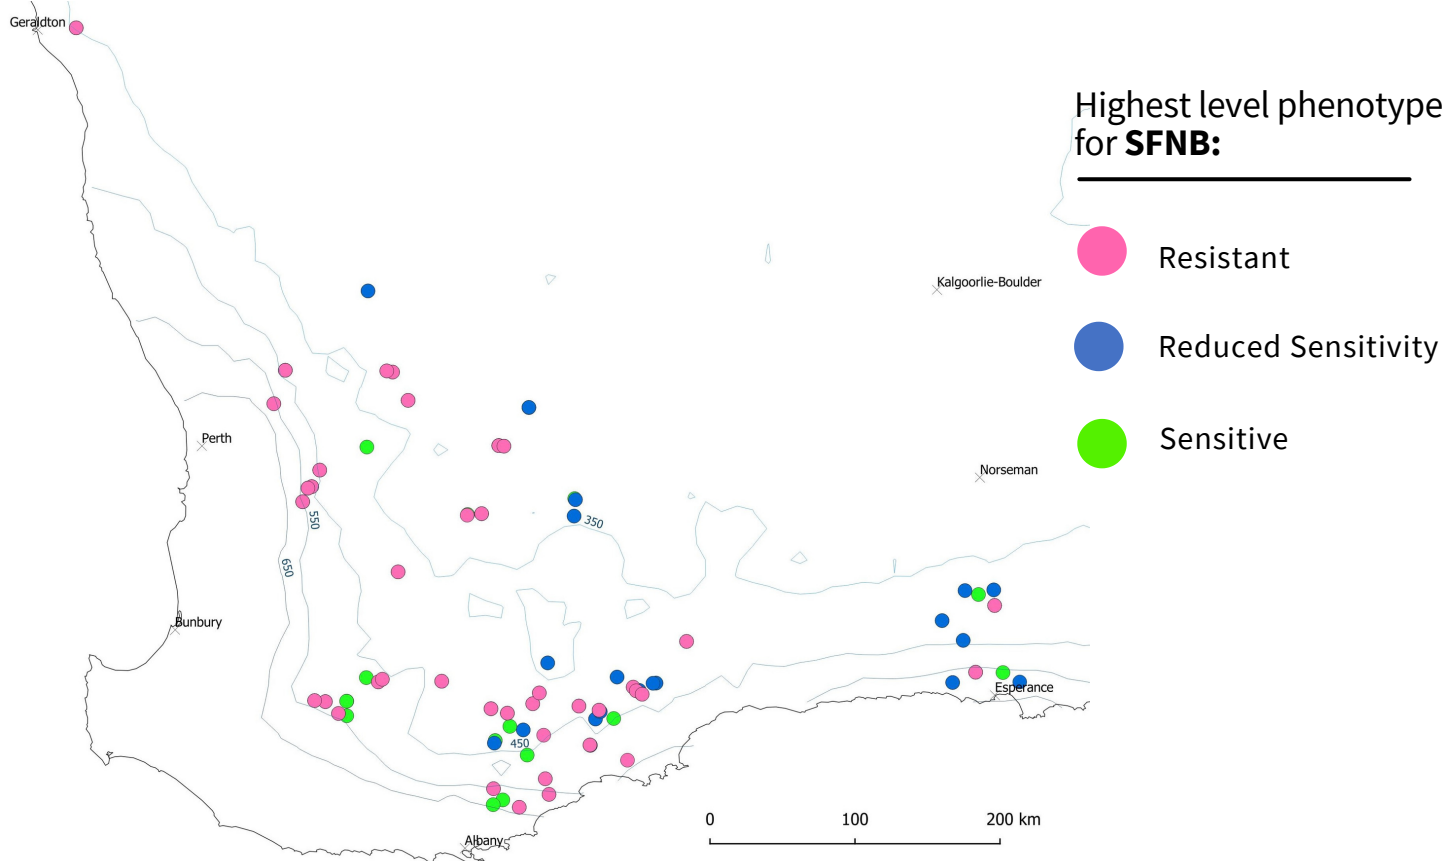 Geraldton
Highest level phenotype
for SFNB:
Resistant
Kalgoorlie-Boulder
Reduced Sensitivity
Perth
Sensitive
Norseman
550
350
650
Bunbury
Esperance
450
0 100 200 km
Albany